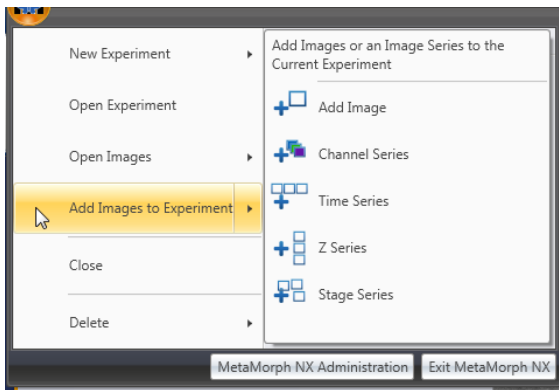 New Experiment
Open Experiment
Open Images
Add Images to Experiment
Close
Delete
Add Images or an Image Series to the
Current Experiment
Add Image
Channel Series
Time Series
Z Series
Stage Series
MetaMorph NX Administration
Exit MetaMorph NX